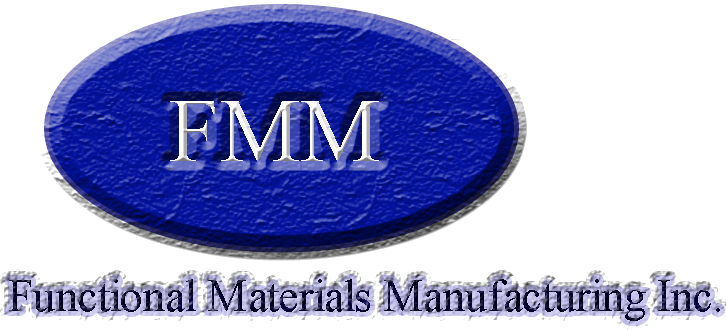 FMM
Functional Materials Manufacturing Inc.